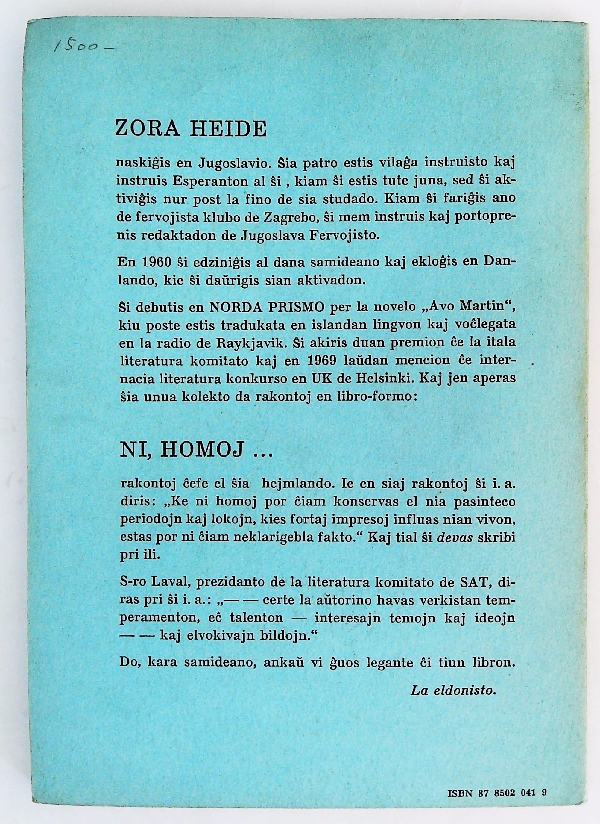 1500 —
ZORA HEIDE
naskiĝis en Jugoslavio. Ŝia patro estis vilaĝa instruisto kaj
instruis Esperanton al ŝi , kiam ŝi estis tute juna, sed ŝi ak-
tiviĝis nur post la fino de sia studado. Kiam ŝi fariĝis ano
de fervojista klubo de Zagrebo, ŝi mem instruis kaj portopre-
nis redaktadon de Jugoslava Fervojisto.
En 1960 ŝi edziniĝis al dana samideano kaj ekloĝis en Dan-
lando, kie ŝi daŭrigis sian aktivadon.
Ŝi debutis en NORDA PRISMO per la novelo „Avo Martin“,
kiu poste estis tradukata en islandan lingvon kaj voĉlegata
en la radio de Raykjavik. Ŝi akiris duan premion ĉe la itala
literatura komitato kaj en 1969 laŭdan mencion ĉe inter-
nacia literatura konkurso en UK de Helsinki. Kaj jen aperas
ŝia unua kolekto da rakontoj en libro-formo:
NI, HOMOJ ...
rakontoj ĉefe el ŝia hejmlando. Ie en siaj rakontoj ŝi i. a.
diris: „Ke ni homoj por ĉiam konservas el nia pasinteco
periodojn kaj lokojn, kies fortaj impresoj influas nian vivon,
estas por ni ĉiam neklarigebla fakto.“ Kaj tial ŝi devas skribi
pri ili.
S-ro Laval, prezidanto de la literatura komitato de SAT, di-
ras pri ŝi i. a.: „— — certe la aŭtorino havas verkistan tem-
peramenton, eĉ talenton — interesajn temojn kaj ideojn
— — kaj elvokivajn bildojn.“
Do, kara samideano, ankaŭ vi ĝuos legante ĉi tiun libron.
La eldonisto.
ISBN 87 8502 041 9